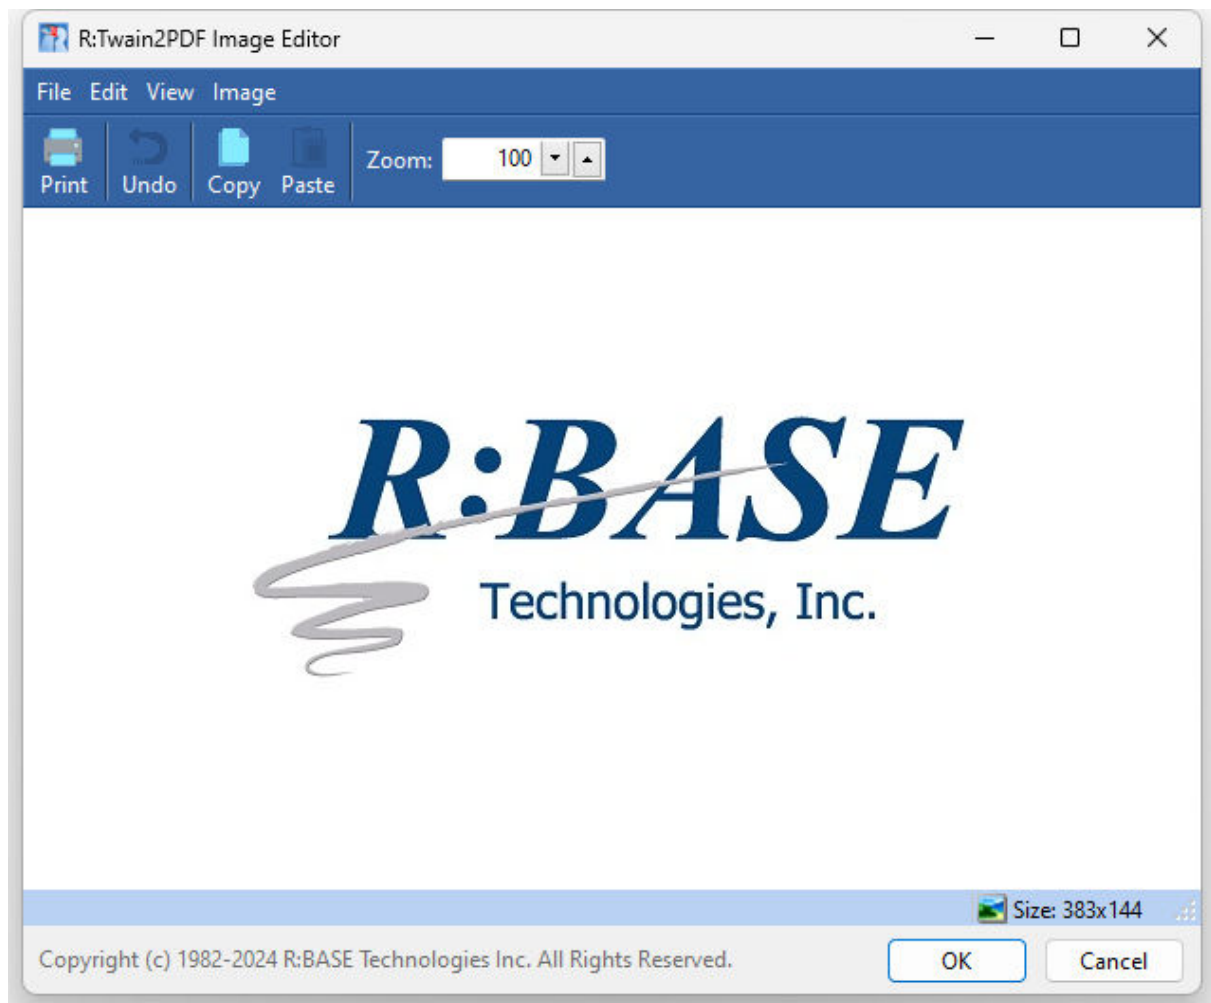 R:Twain2PDF Image Editor
File Edit View Image
Print Undo Copy Paste Zoom: 100
R:BASE
Technologies, Inc.
Size: 383x144
Copyright (c) 1982-2024 R:BASE Technologies Inc. All Rights Reserved. OK Cancel